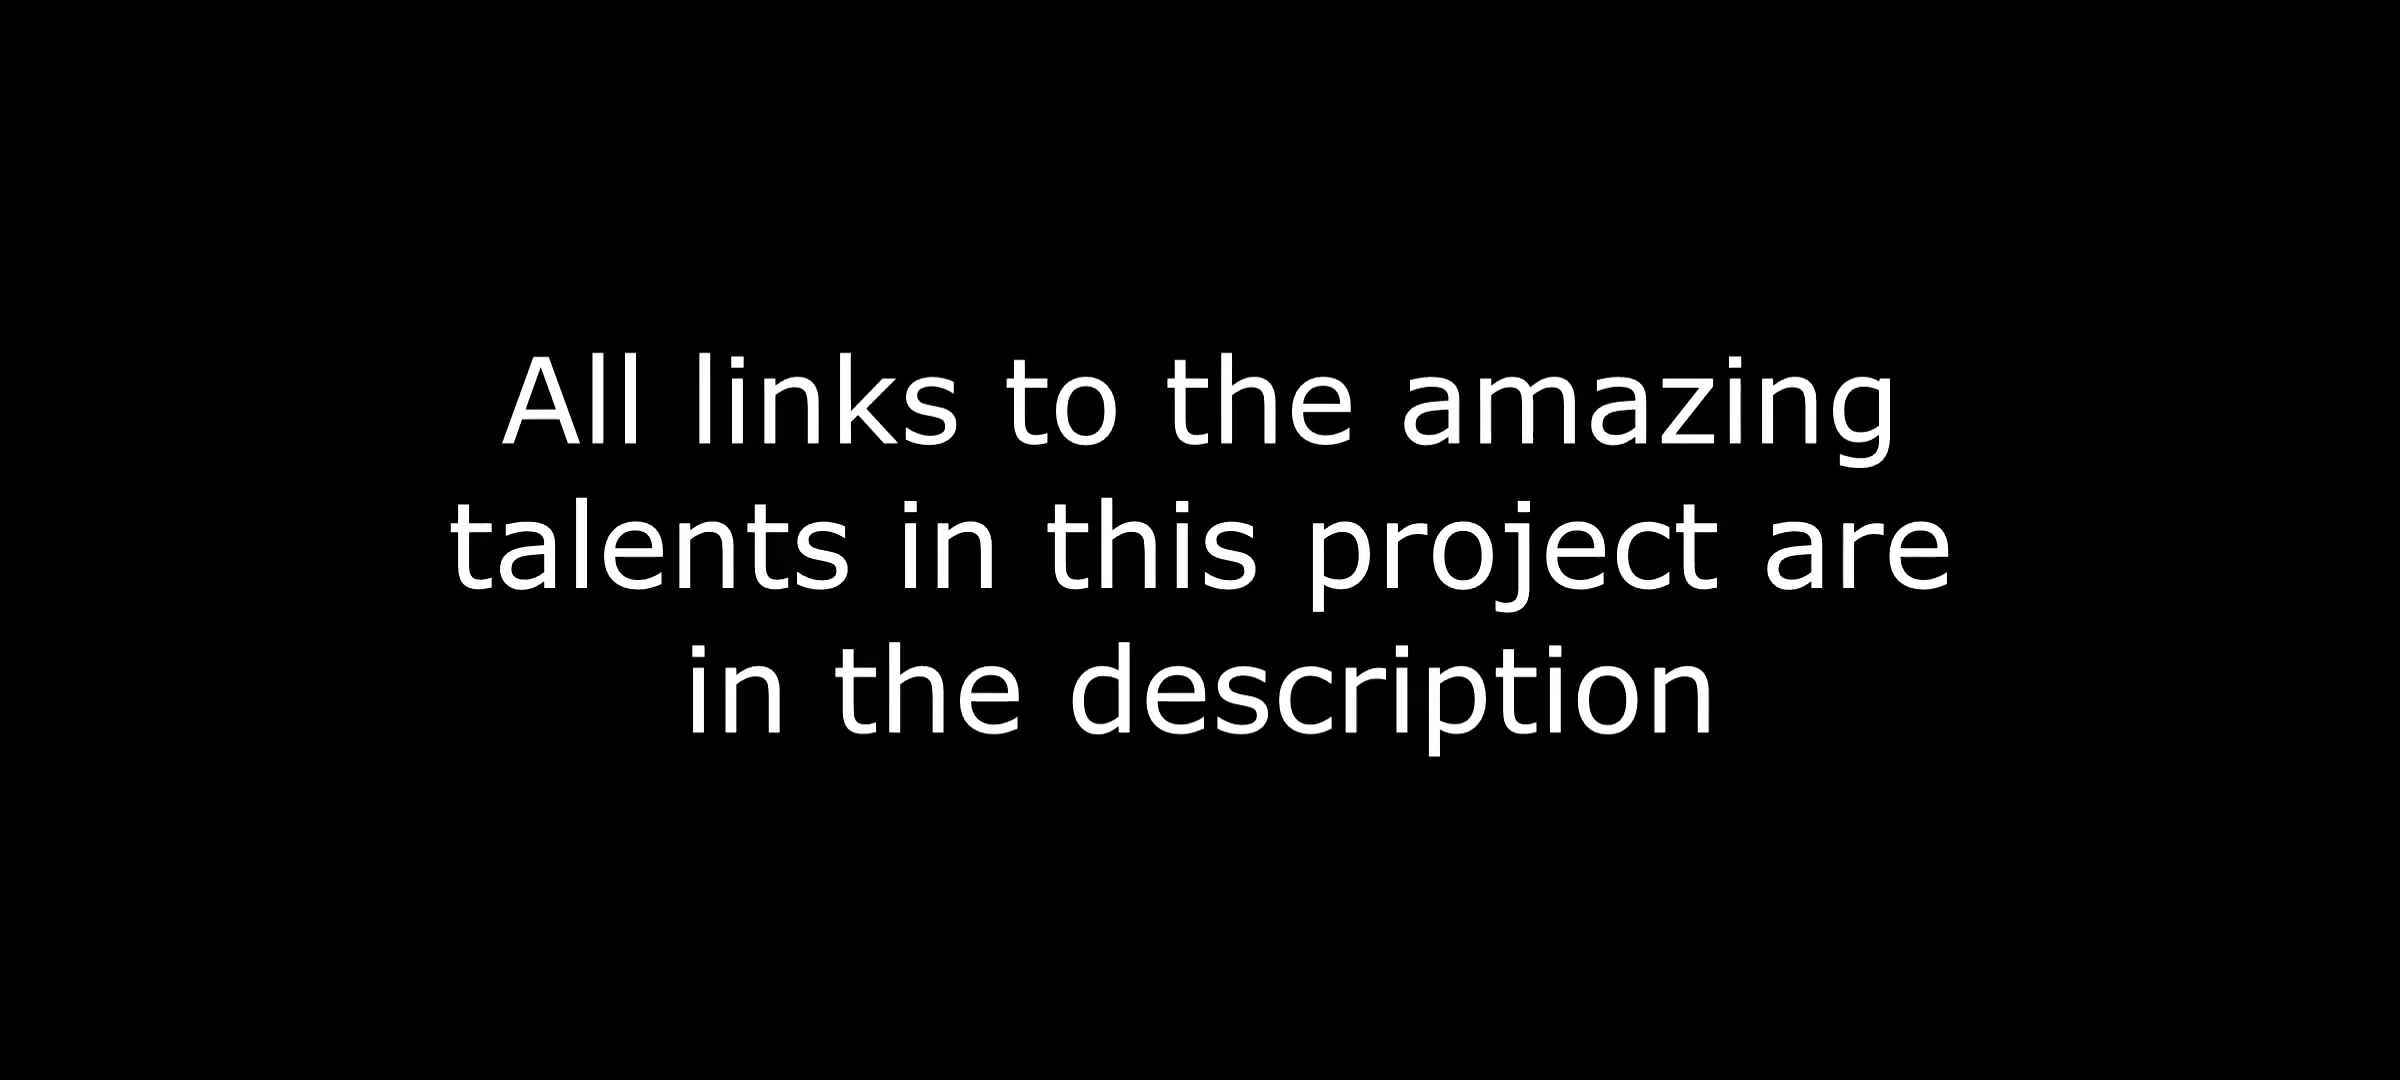 All links to the amazing
talents in this project are
in the description